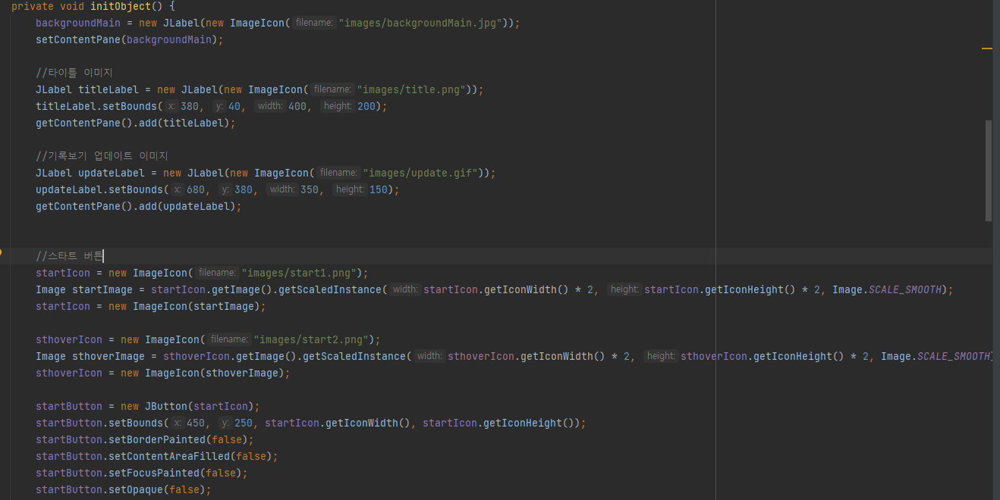 private void initObject() {
backgroundMain = new JLabel(new ImageIcon( filename: "images/backgroundMain.jpg"));
setContentPane(backgroundMain);
//타이틀 이미지
JLabel titleLabel = new JLabel(new ImageIcon( filename: "images/title.png"));
titleLabel.setBounds( x: 380, y: 40, width: 400, height: 200);
getContentPane().add(titleLabel);
//기록보기 업데이트 이미지
JLabel updateLabel = new JLabel(new ImageIcon( filename: "images/update.gif"));
updateLabel.setBounds( x: 680, y: 380, width: 350, height: 150);
getContentPane().add(updateLabel);
//스타트 버튼
startIcon = new ImageIcon( filename: "images/start1.png");
Image startImage = startIcon.getImage().getScaledInstance( width: startIcon.getIconWidth() * 2, height: startIcon.getIconHeight() * 2, Image.SCALE_SMOOTH);
startIcon = new ImageIcon(startImage);
sthoverIcon = new ImageIcon( filename: "images/start2.png");
Image sthoverImage = sthoverIcon.getImage().getScaledInstance( width: sthoverIcon.getIconWidth() * 2, height: sthoverIcon.getIconHeight() * 2, Image.SCALE_SMOOTH)
sthoverIcon = new ImageIcon(sthoverImage);
startButton = new JButton(startIcon);
startButton.setBounds( x: 450, y: 250, startIcon.getIconWidth(), startIcon.getIconHeight());
startButton.setBorderPainted(false);
startButton.setContentAreaFilled(false);
startButton.setFocusPainted(false);
startButton.setOpaque(false);